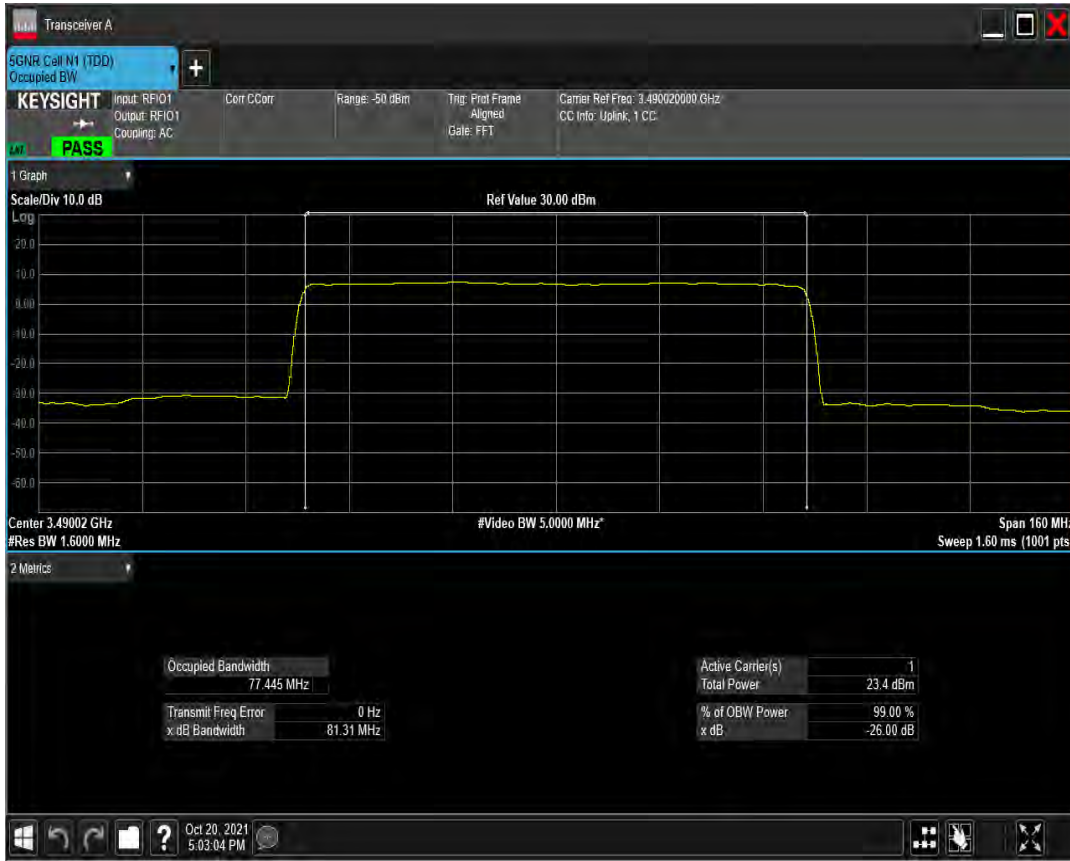 Transceiver A
5GNR Cell N1 (TDD)
Occupied BW
+
KEYSIGHT
Input: RFIO1
Output: RFIO1
Coupling: AC
Corr CCorr
Range: -50 dBm
Trig: Prot Frame
Aligned
Gate: FFT
Carrier Ref Freq: 3.490020000 GHz
CC Info: Uplink, 1 CC
PASS
1 Graph
Scale/Div 10.0 dB
Ref Value 30.00 dBm
Log
20.0
10.0
0.00
-10.0
-20.0
-30.0
-40.0
-50.0
-60.0
Center 3.49002 GHz
#Video BW 5.0000 MHz*
Span 160 MHz
#Res BW 1.6000 MHz
Sweep 1.60 ms (1001 pts
2 Metrics
Occupied Bandwidth
77.445 MHz
Transmit Freq Error 0 Hz
x dB Bandwidth 81.31 MHz
Active Carrier(s) 1
Total Power 23.4 dBm
% of OBW Power 99.00 %
x dB -26.00 dB
?
Oct 20, 2021
5:03:04 PM